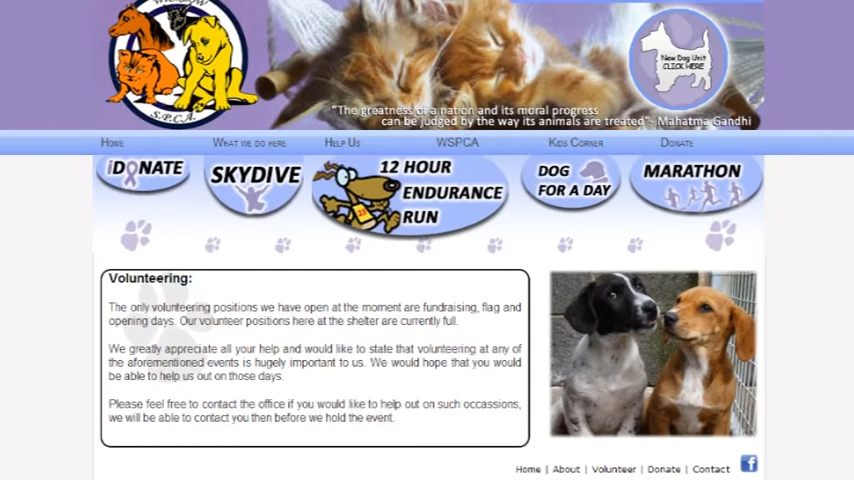 S.P.C.A.
New Dog Unit
CLICK HERE
"The greatness of a nation and its moral progress
can be judged by the way its animals are treated"- Mahatma Gandhi
Home What we do here Help Us WSPCA Kids Corner Donate
iDONATE
SKYDIVE
12 HOUR
ENDURANCE
RUN
DOG
FOR A DAY
MARATHON
Volunteering:
The only volunteering positions we have open at the moment are fundraising, flag and
opening days. Our volunteer positions here at the shelter are currently full.
We greatly appreciate all your help and would like to state that volunteering at any of
the aforementioned events is hugely important to us. We would hope that you would
be able to help us out on those days.
Please feel free to contact the office if you would like to help out on such occassions,
we will be able to contact you then before we hold the event.
Home | About | Volunteer | Donate | Contact f